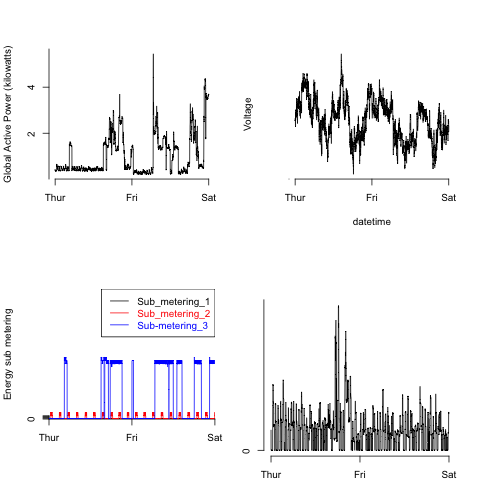 Global Active Power (kilowatts)
4
2
Thur Fri Sat
Voltage
Thur Fri Sat
datetime
Energy sub metering
Sub_metering_1
Sub_metering_2
Sub-metering_3
0
Thur Fri Sat
0
Thur Fri Sat